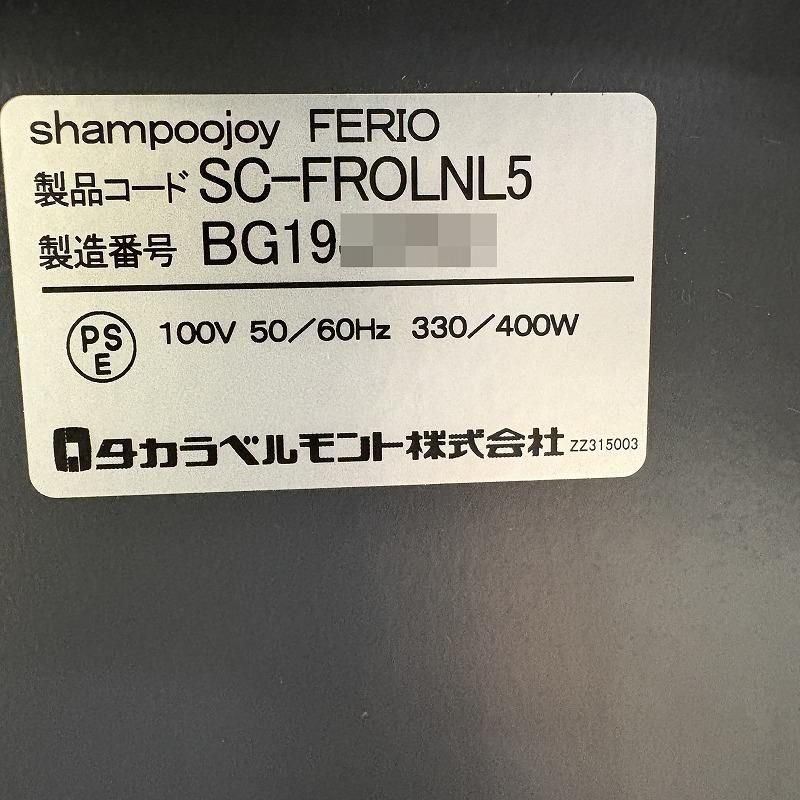 shampoojoy FERIO
製品コード SC-FROLNL5
製造番号 BG19
PSE 100V 50/60Hz 330/400W
タカラベルモント株式会社 ZZ315003